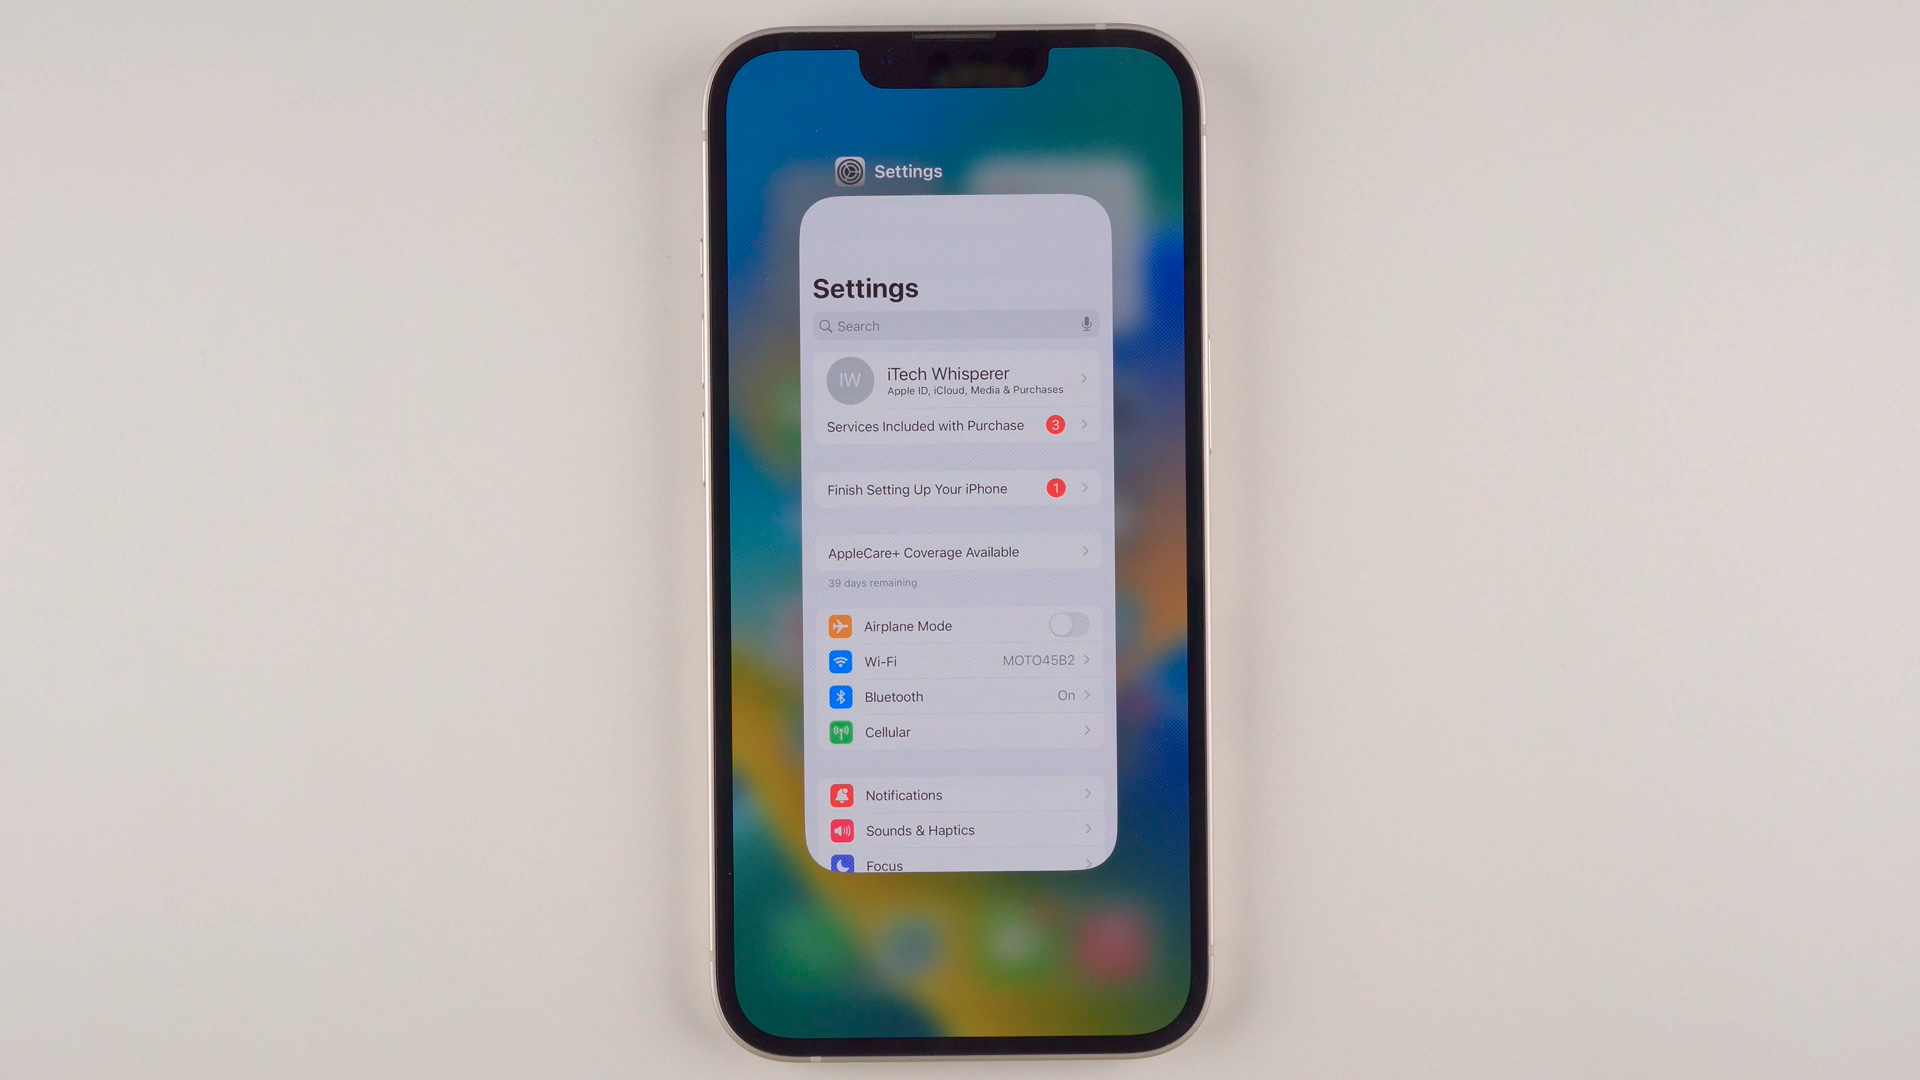 Settings
Settings
Search
IW
iTech Whisperer
Apple ID, iCloud, Media & Purchases
Services Included with Purchase 3
Finish Setting Up Your iPhone 1
AppleCare+ Coverage Available
39 days remaining
Airplane Mode
Wi-Fi MOTO45B2
Bluetooth On
Cellular
Notifications
Sounds & Haptics
Focus